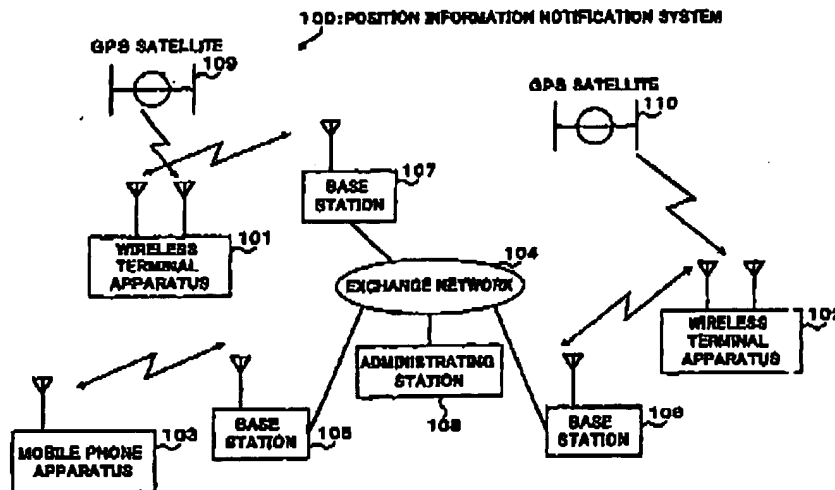 100:POSITION INFORMATION NOTIFICATION SYSTEM
GPS SATELLITE
109
GPS SATELLITE
110
BASE
STATION
107
WIRELESS
TERMINAL
APPARATUS
101
104
EXCHANGE NETWORK
WIRELESS
TERMINAL
APPARATUS
102
ADMINISTRATING
STATION
108
BASE
STATION
105
BASE
STATION
106
MOBILE PHONE
APPARATUS
103